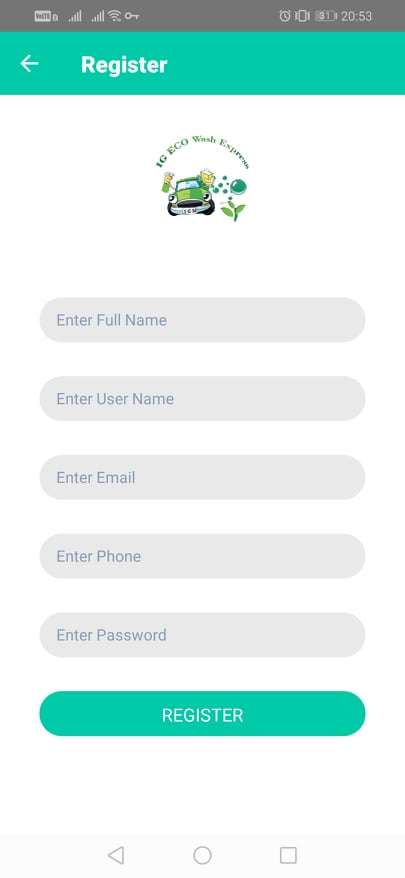 20:53
Register
IG ECO Wash Express
Enter Full Name
Enter User Name
Enter Email
Enter Phone
Enter Password
REGISTER